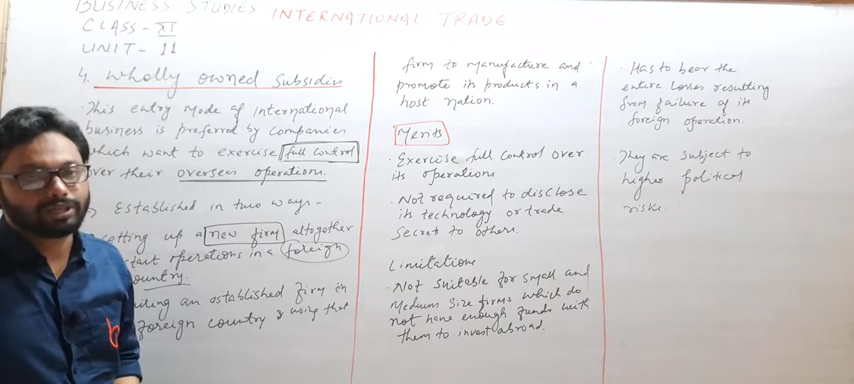 BUSINESS STUDIES
INTERNATIONAL TRADE
CLASS-XI
UNIT-11
4. Wholly owned Subsidies
This entry Mode of International
business is preferred by companies
which want to exercise full control
over their overseas operations.
Established in two ways-
setting up a new firm altogether
start operations in a foreign
country.
an established firm in
foreign country & using that
firm to manufacture and
promote its products in a
host nation.
Merits
· Exercise full control over
its operations
· Not required to disclose
its technology or trade
secret to others.
Limitations
· Not suitable for small and
Medium size firms which do
not have enough funds with
them to invest abroad.
· Has to bear the
entire losses resulting
from failure of its
foreign operation.
· They are subject to
higher political
risks.